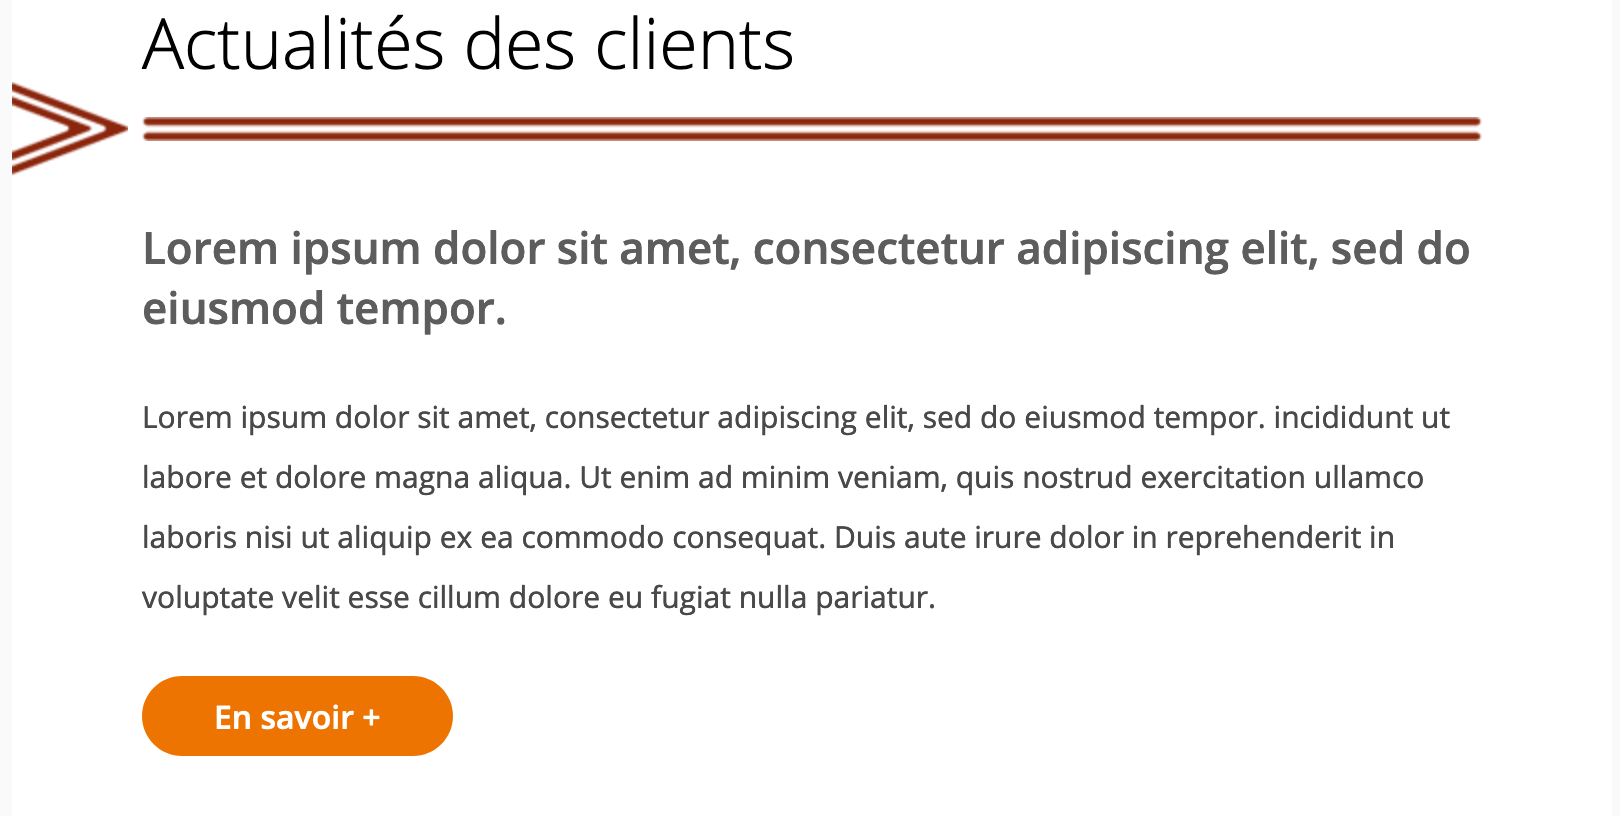 Actualités des clients
Lorem ipsum dolor sit amet, consectetur adipiscing elit, sed do
eiusmod tempor.
Lorem ipsum dolor sit amet, consectetur adipiscing elit, sed do eiusmod tempor. incididunt ut
labore et dolore magna aliqua. Ut enim ad minim veniam, quis nostrud exercitation ullamco
laboris nisi ut aliquip ex ea commodo consequat. Duis aute irure dolor in reprehenderit in
voluptate velit esse cillum dolore eu fugiat nulla pariatur.
En savoir +